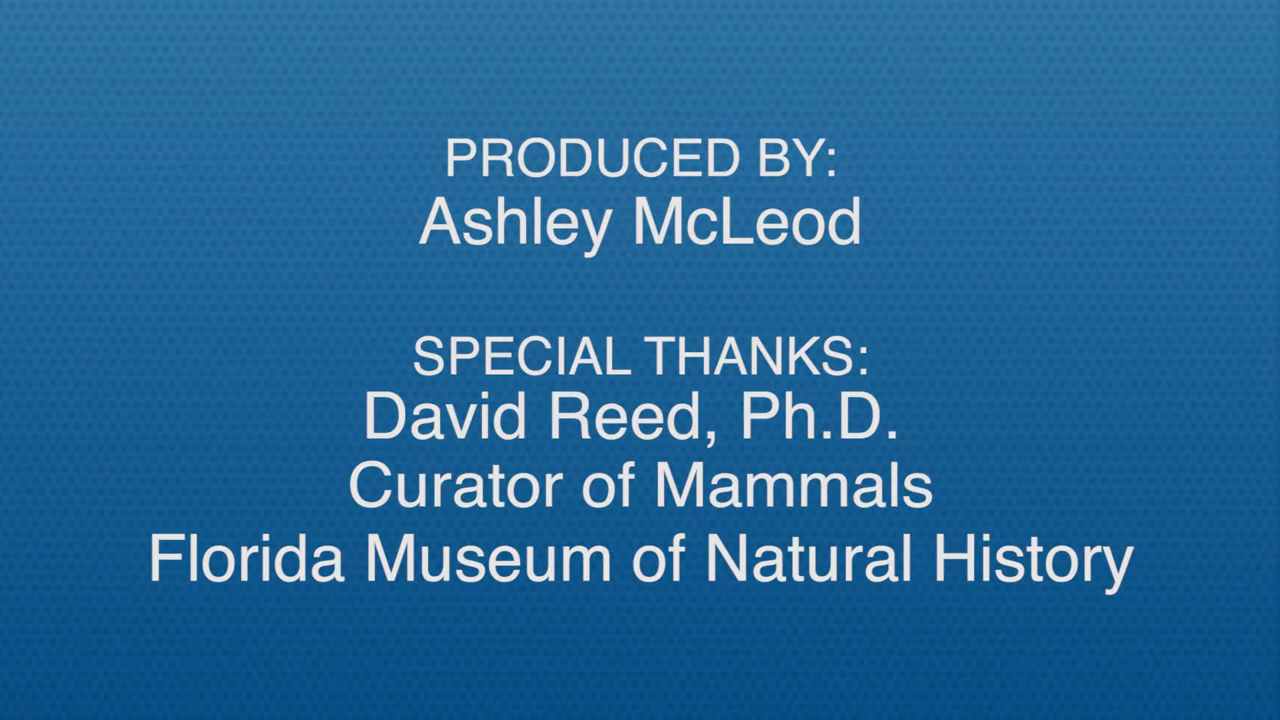 PRODUCED BY:
Ashley McLeod
SPECIAL THANKS:
David Reed, Ph.D.
Curator of Mammals
Florida Museum of Natural History